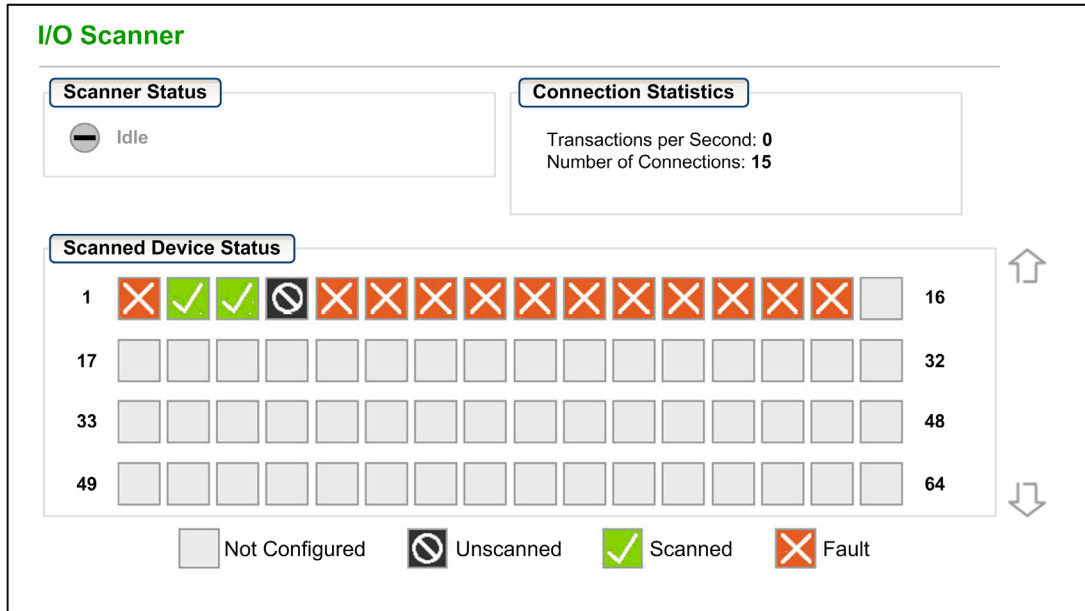 I/O Scanner
Scanner Status
Idle
Connection Statistics
Transactions per Second: 0
Number of Connections: 15
Scanned Device Status
1 16
17 32
33 48
49 64
Not Configured Unscanned Scanned Fault